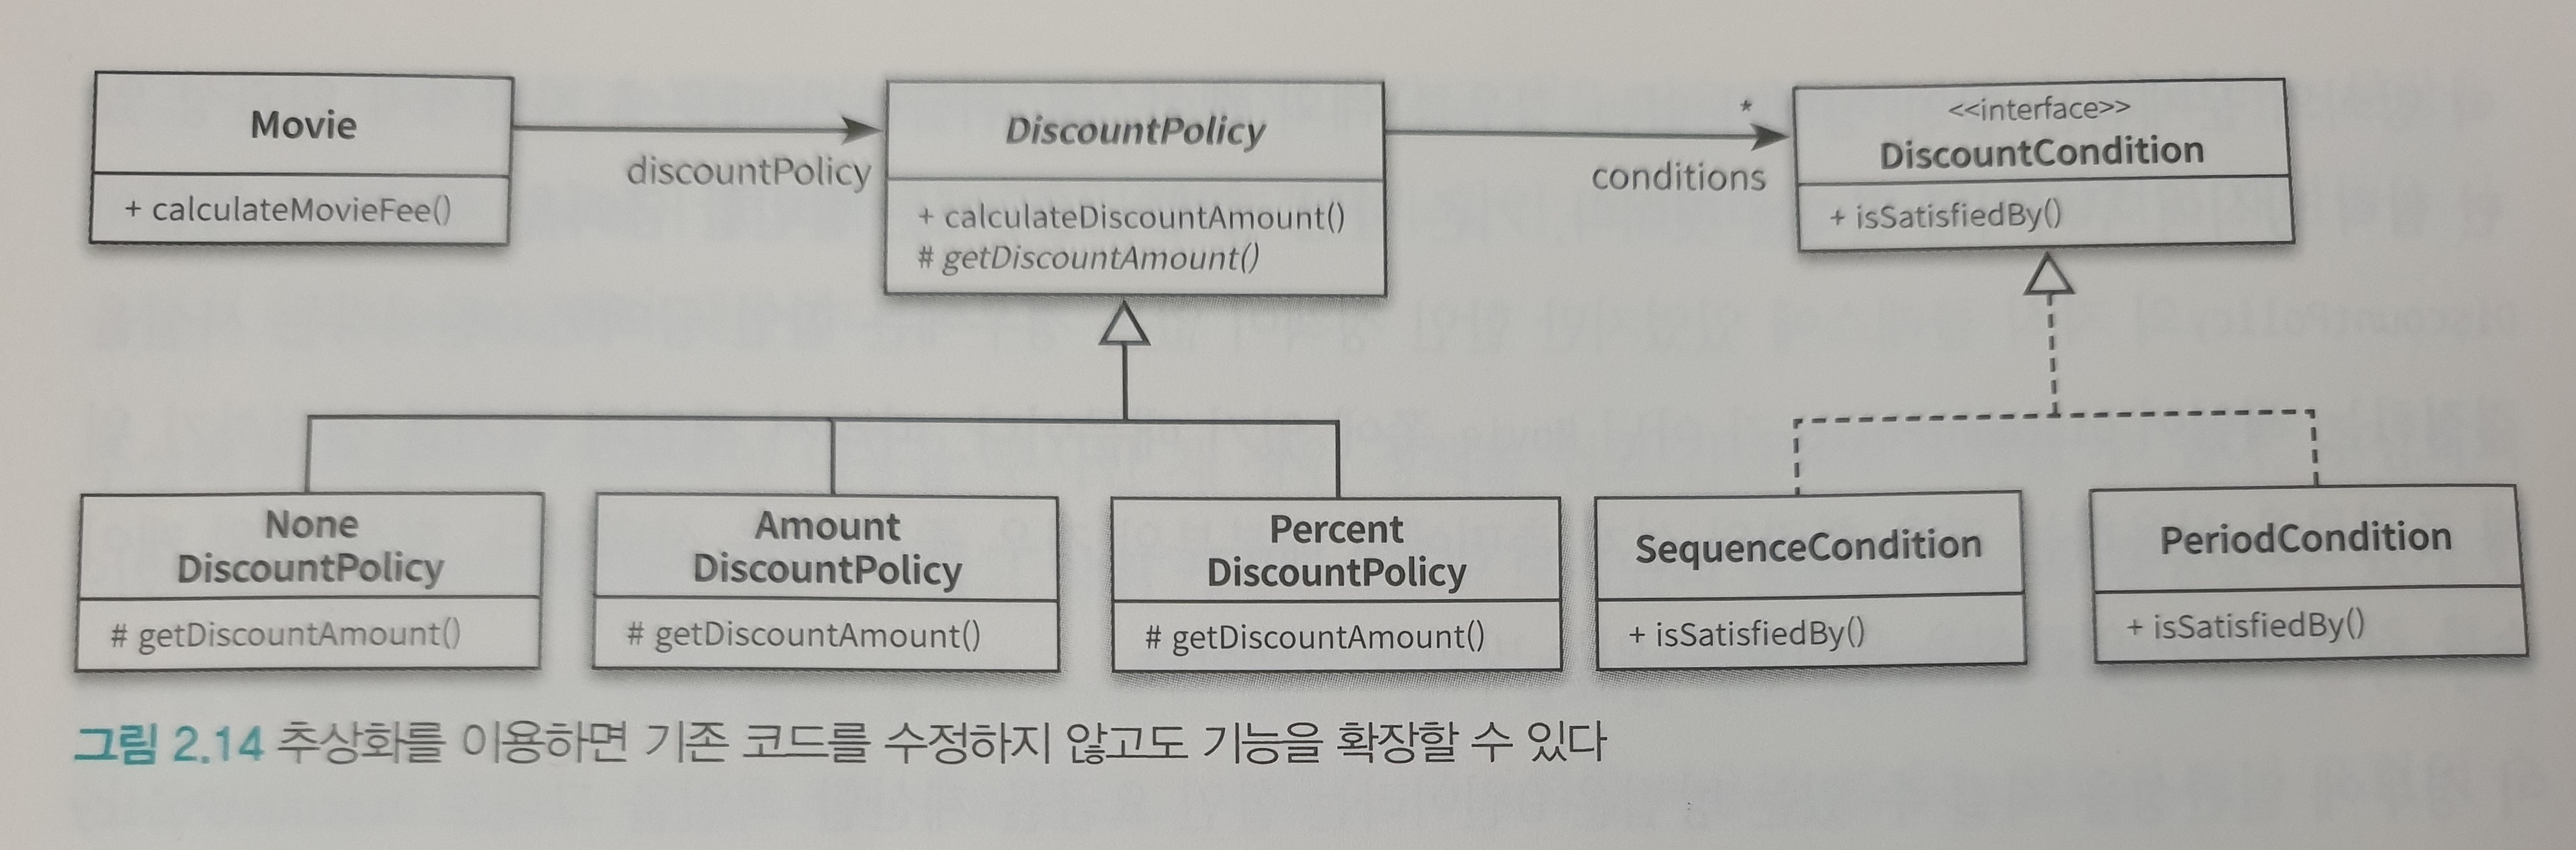 Movie
+ calculateMovieFee()
discountPolicy
DiscountPolicy
+ calculateDiscountAmount()
# getDiscountAmount()
*
conditions
<<interface>>
DiscountCondition
+ isSatisfiedBy()
None
DiscountPolicy
# getDiscountAmount()
Amount
DiscountPolicy
# getDiscountAmount()
Percent
DiscountPolicy
# getDiscountAmount()
SequenceCondition
+ isSatisfiedBy()
PeriodCondition
+ isSatisfiedBy()
그림 2.14 추상화를 이용하면 기존 코드를 수정하지 않고도 기능을 확장할 수 있다